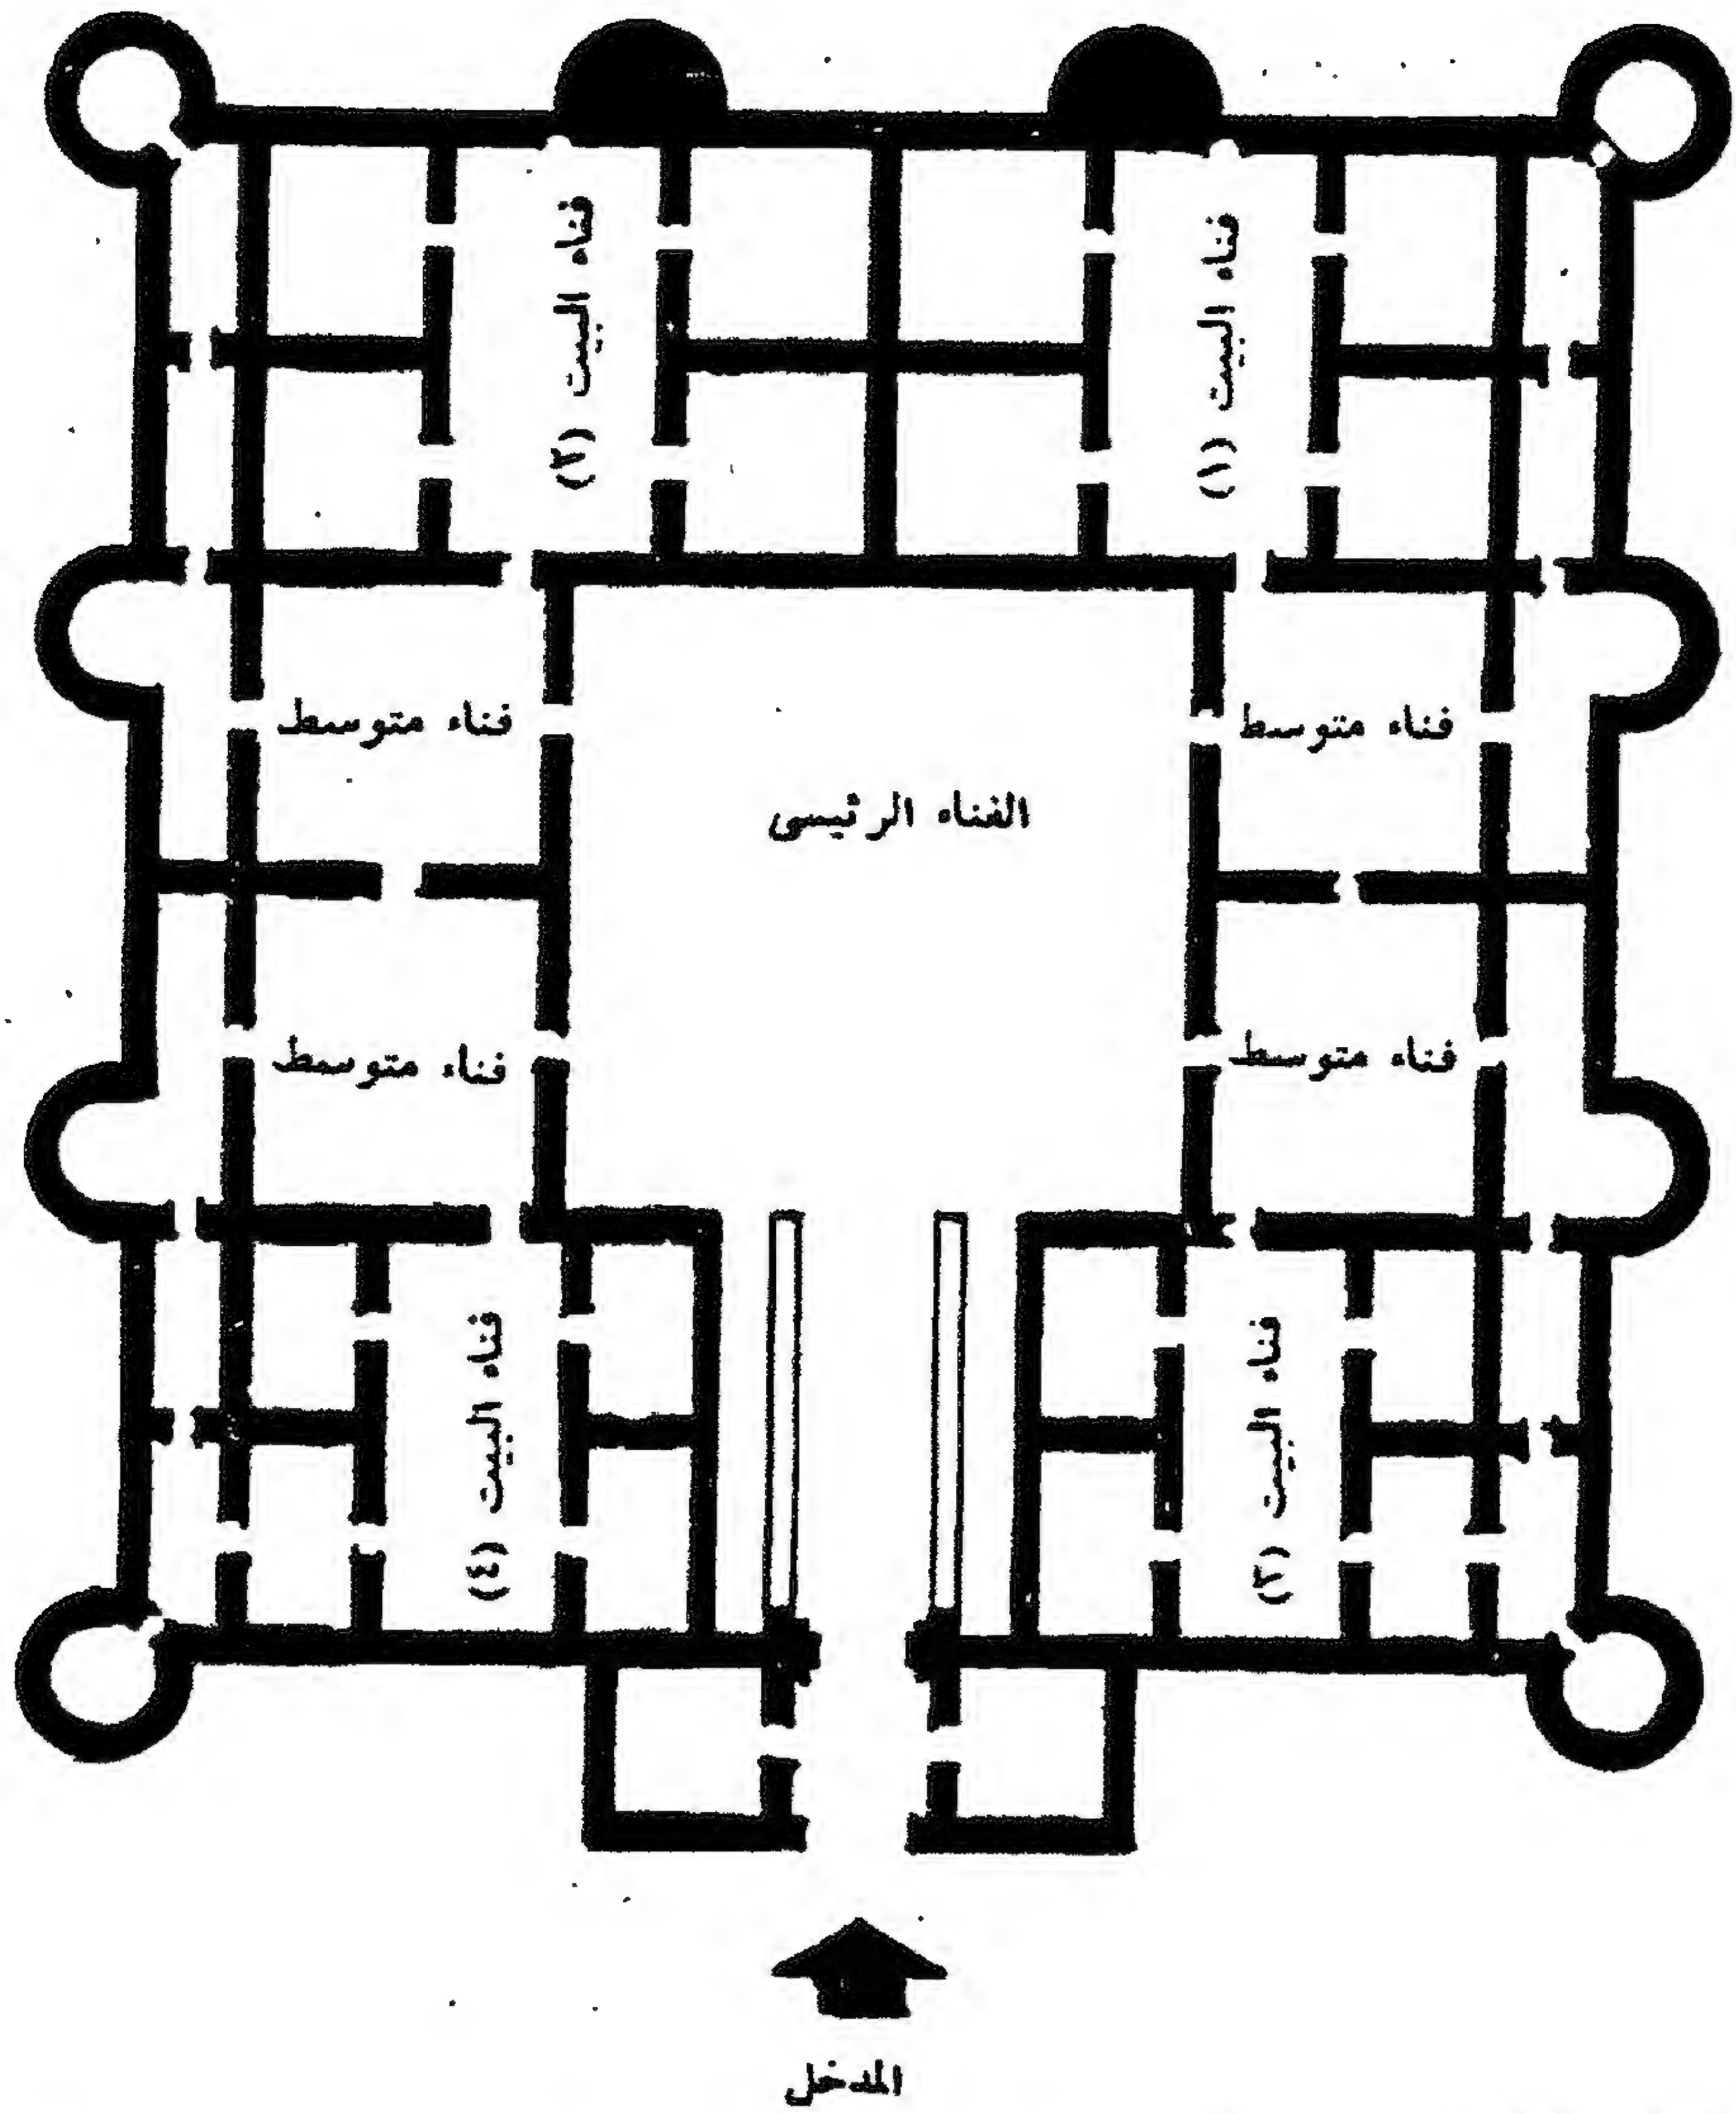 فناء البيت (١)
فناء البيت (٢)
فناء متوسط
فناء متوسط
الفناء الرئيسى
فناء متوسط
فناء متوسط
فناء البيت (٣)
فناء البيت (٤)
المدخل